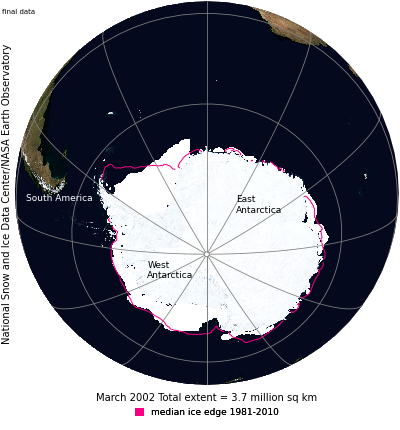 final data
National Snow and Ice Data Center/NASA Earth Observatory
South America
East
Antarctica
West
Antarctica
March 2002 Total extent = 3.7 million sq km
median ice edge 1981-2010